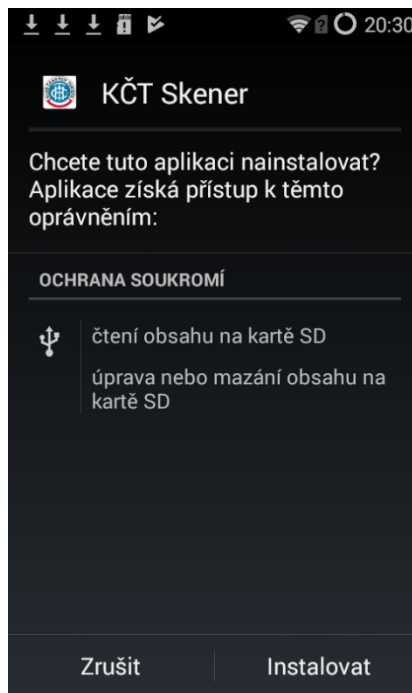 20:30
KČT Skener
Chcete tuto aplikaci nainstalovat?
Aplikace získá přístup k těmto
oprávněním:
OCHRANA SOUKROMÍ
čtení obsahu na kartě SD
úprava nebo mazání obsahu na
kartě SD
Zrušit
Instalovat